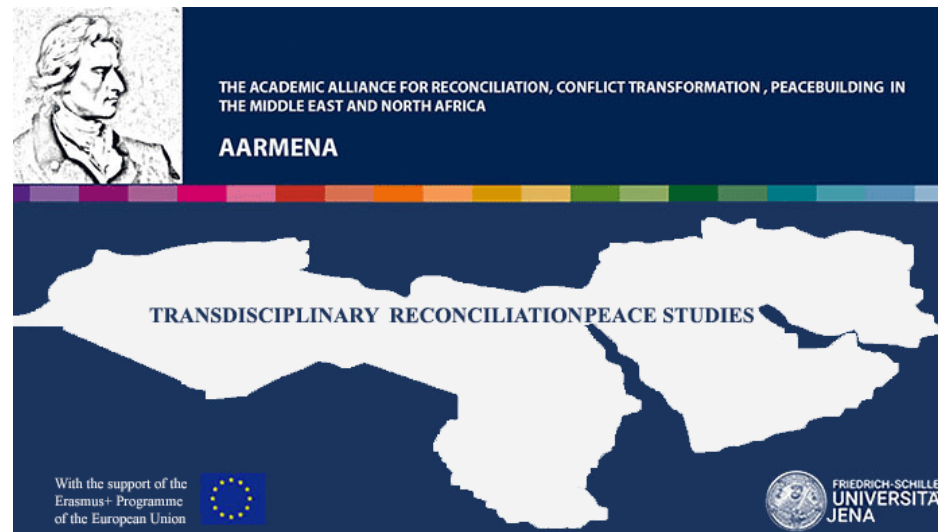 THE ACADEMIC ALLIANCE FOR RECONCILIATION, CONFLICT TRANSFORMATION , PEACEBUILDING IN
THE MIDDLE EAST AND NORTH AFRICA
AARMENA
TRANSDISCIPLINARY RECONCILIATIONPEACE STUDIES
With the support of the
Erasmus+ Programme
of the European Union
FRIEDRICH-SCHILLE
UNIVERSITÄ
JENA